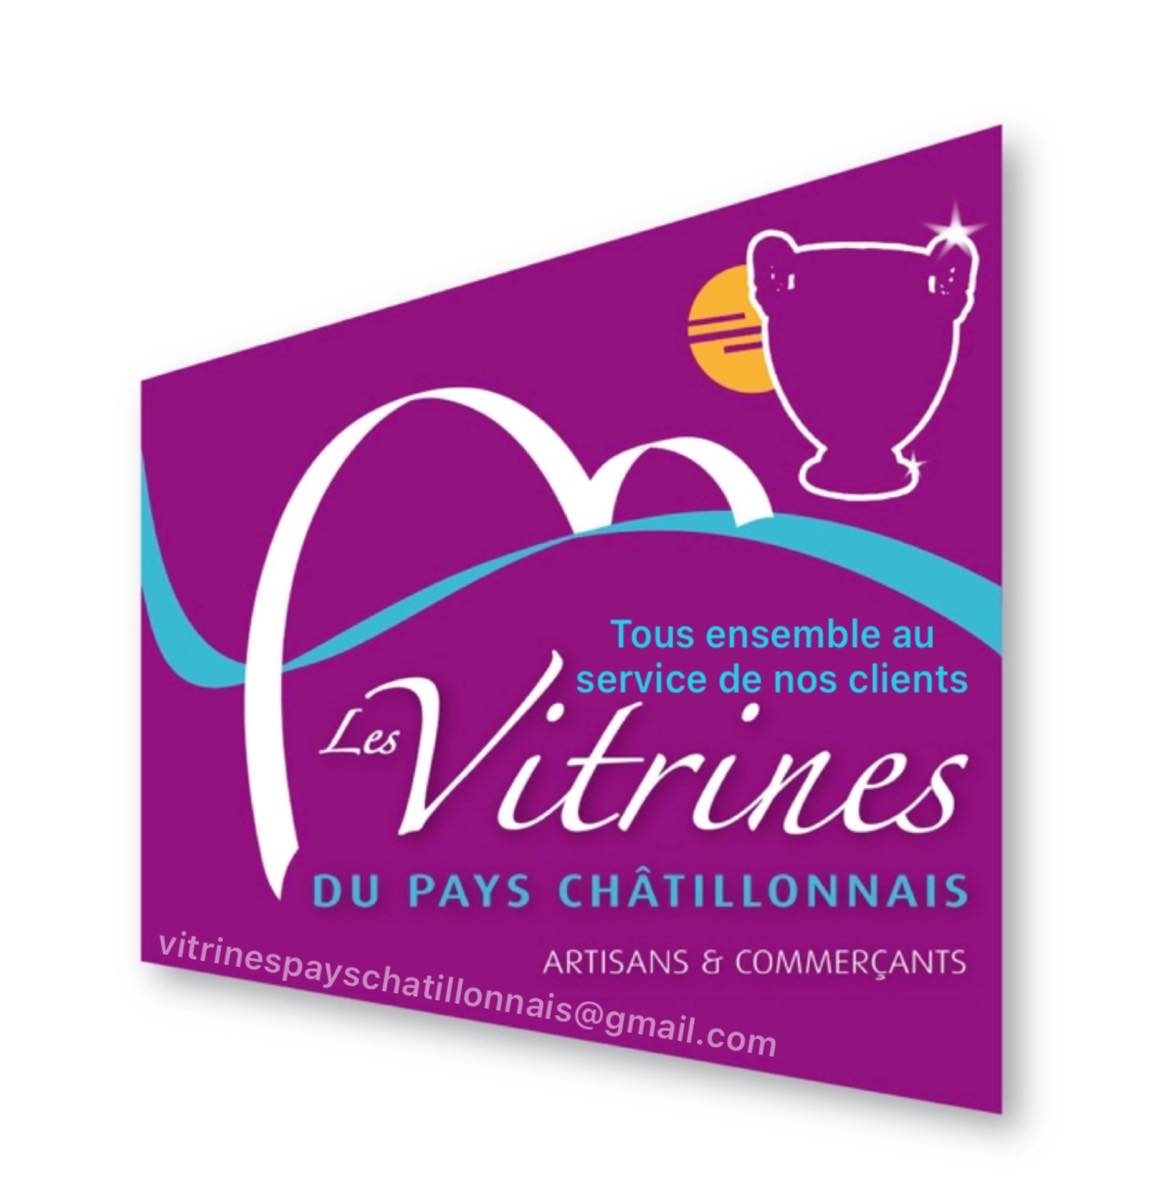 Tous ensemble au
service de nos clients
Les Vitrines
DU PAYS CHÂTILLONNAIS
ARTISANS & COMMERÇANTS
vitrinespayschatillonnais@gmail.com